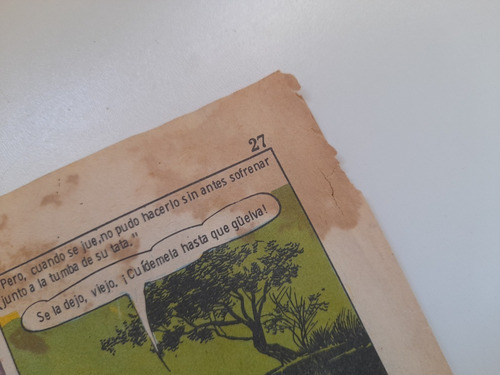 27
Pero, cuando se jue, no pudo hacerlo sin antes sofrenar
junto a la tumba de su tata."
Se la dejo, viejo. ¡Cuídemela hasta que güelva!